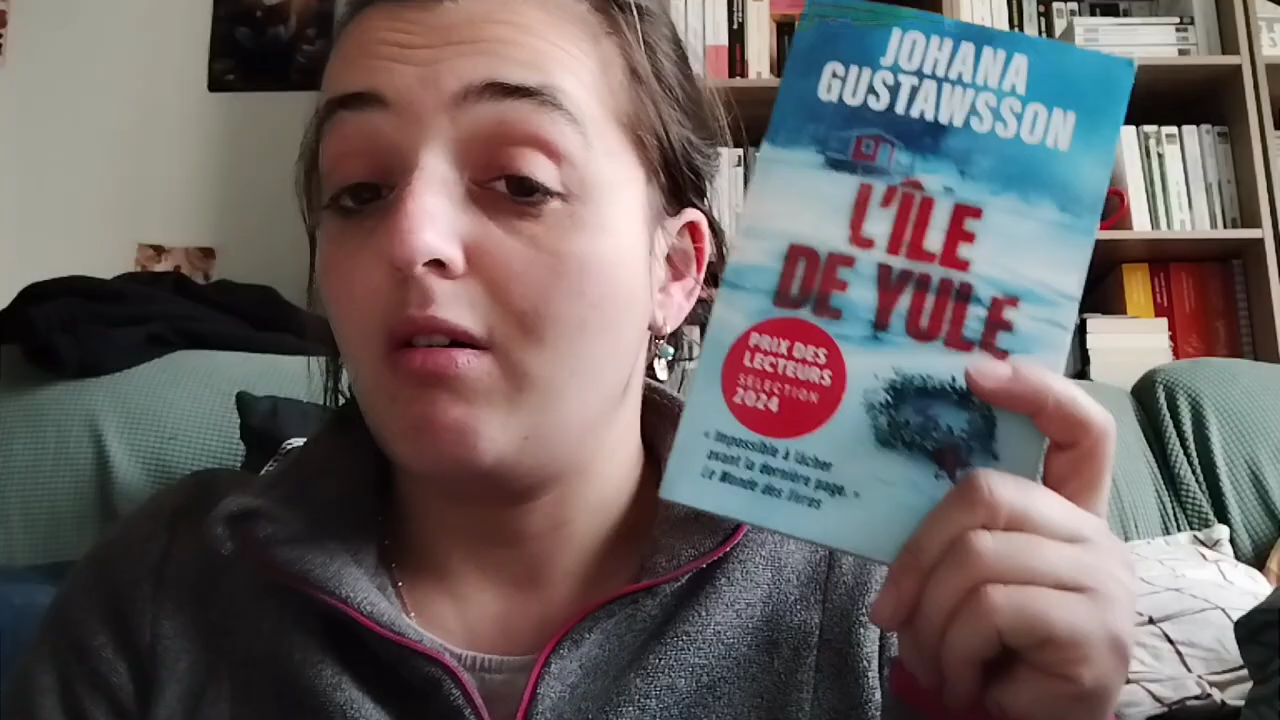 JOHANA
GUSTAWSSON
L'ÎLE
DE YULE
PRIX DES
LECTEURS
SÉLECTION
2024
« Impossible à lâcher
avant la dernière page. »
Le Monde des livres